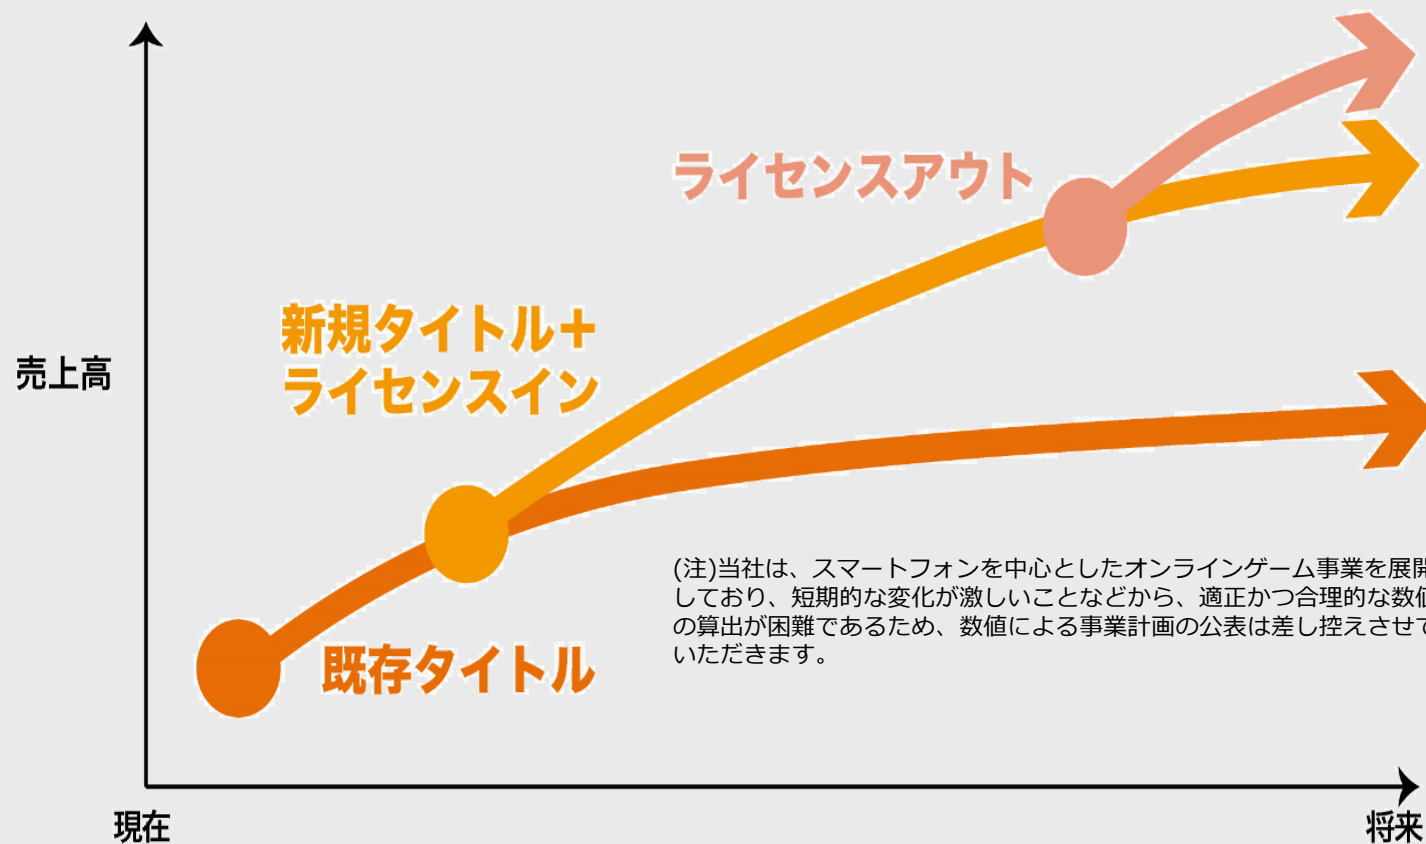 ライセンスアウト
新規タイトル＋
ライセンスイン
売上高
(注)当社は、スマートフォンを中心としたオンラインゲーム事業を展開
しており、短期的な変化が激しいことなどから、適正かつ合理的な数値
の算出が困難であるため、数値による事業計画の公表は差し控えさせて
いただきます。
既存タイトル
現在
将来